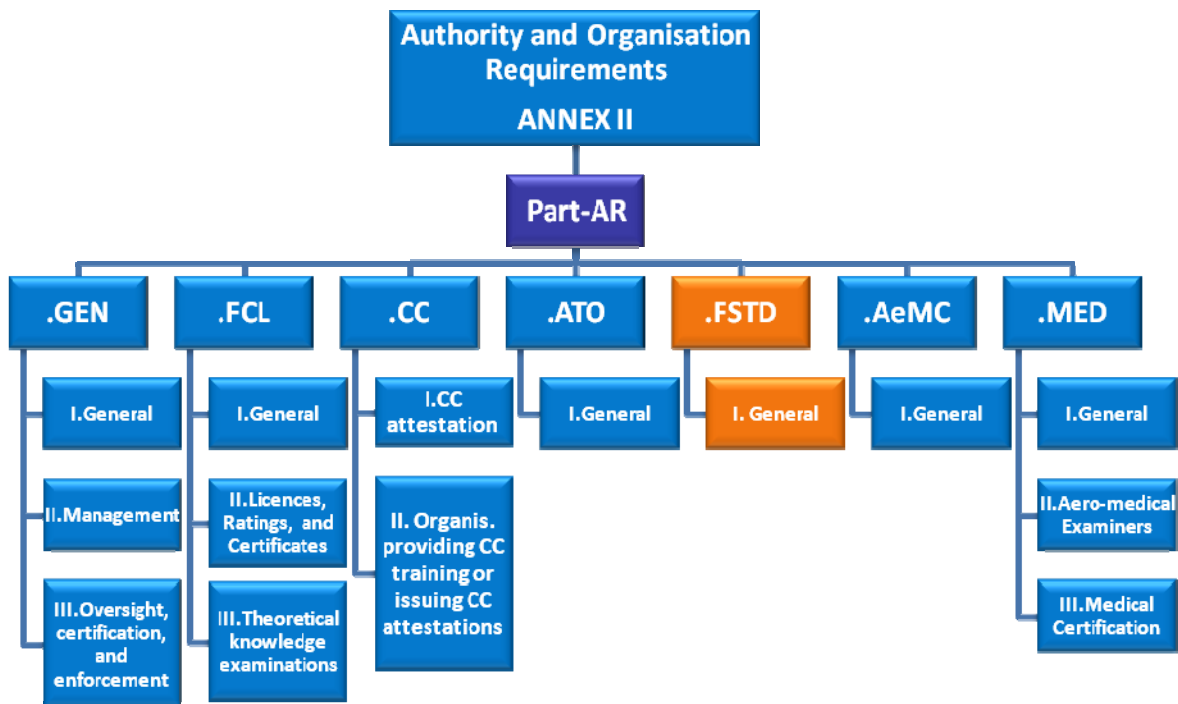 Authority and Organisation
Requirements
ANNEX II
Part-AR
.GEN
.FCL
.CC
.ATO
.FSTD
.AeMC
.MED
I.General
II.Management
III.Oversight,
certification,
and
enforcement
I.General
II.Licences,
Ratings, and
Certificates
III.Theoretical
knowledge
examinations
I.CC
attestation
II. Organis.
providing CC
training or
issuing CC
attestations
I.General
I. General
I.General
I.General
II.Aero-medical
Examiners
III.Medical
Certification